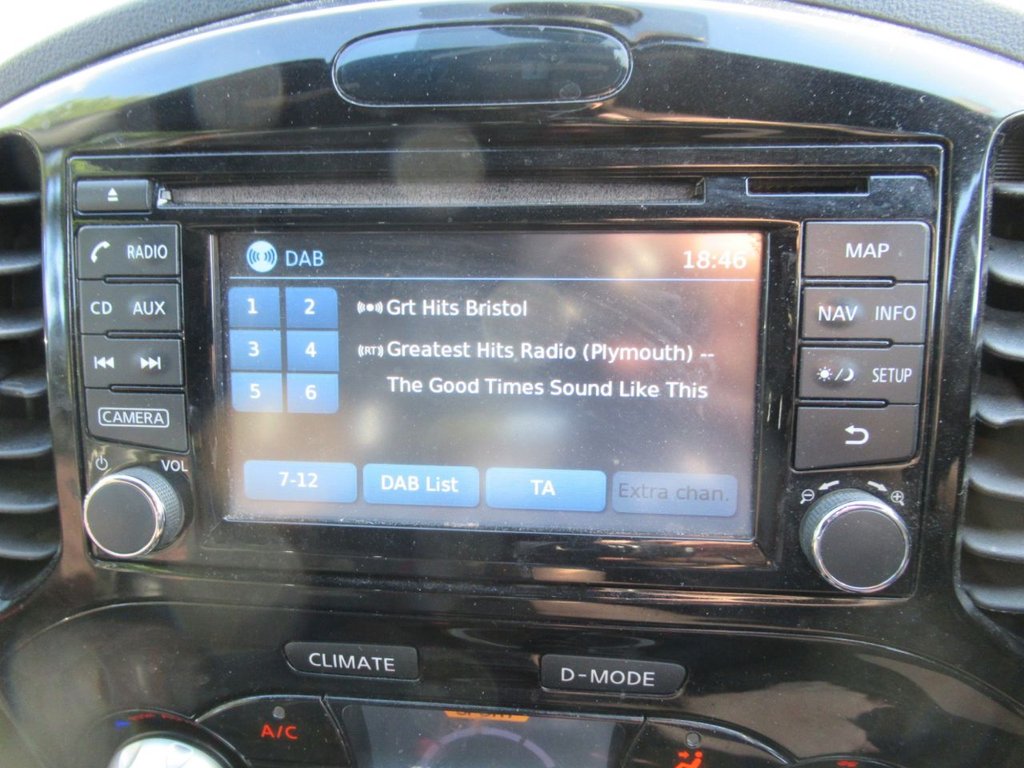 DAB 18:46
RADIO
CD AUX
CAMERA
VOL
1 2
3 4
5 6
Grt Hits Bristol
(RT) Greatest Hits Radio (Plymouth) --
The Good Times Sound Like This
7-12 DAB List TA Extra chan.
MAP
NAV INFO
SETUP
CLIMATE D-MODE
A/C